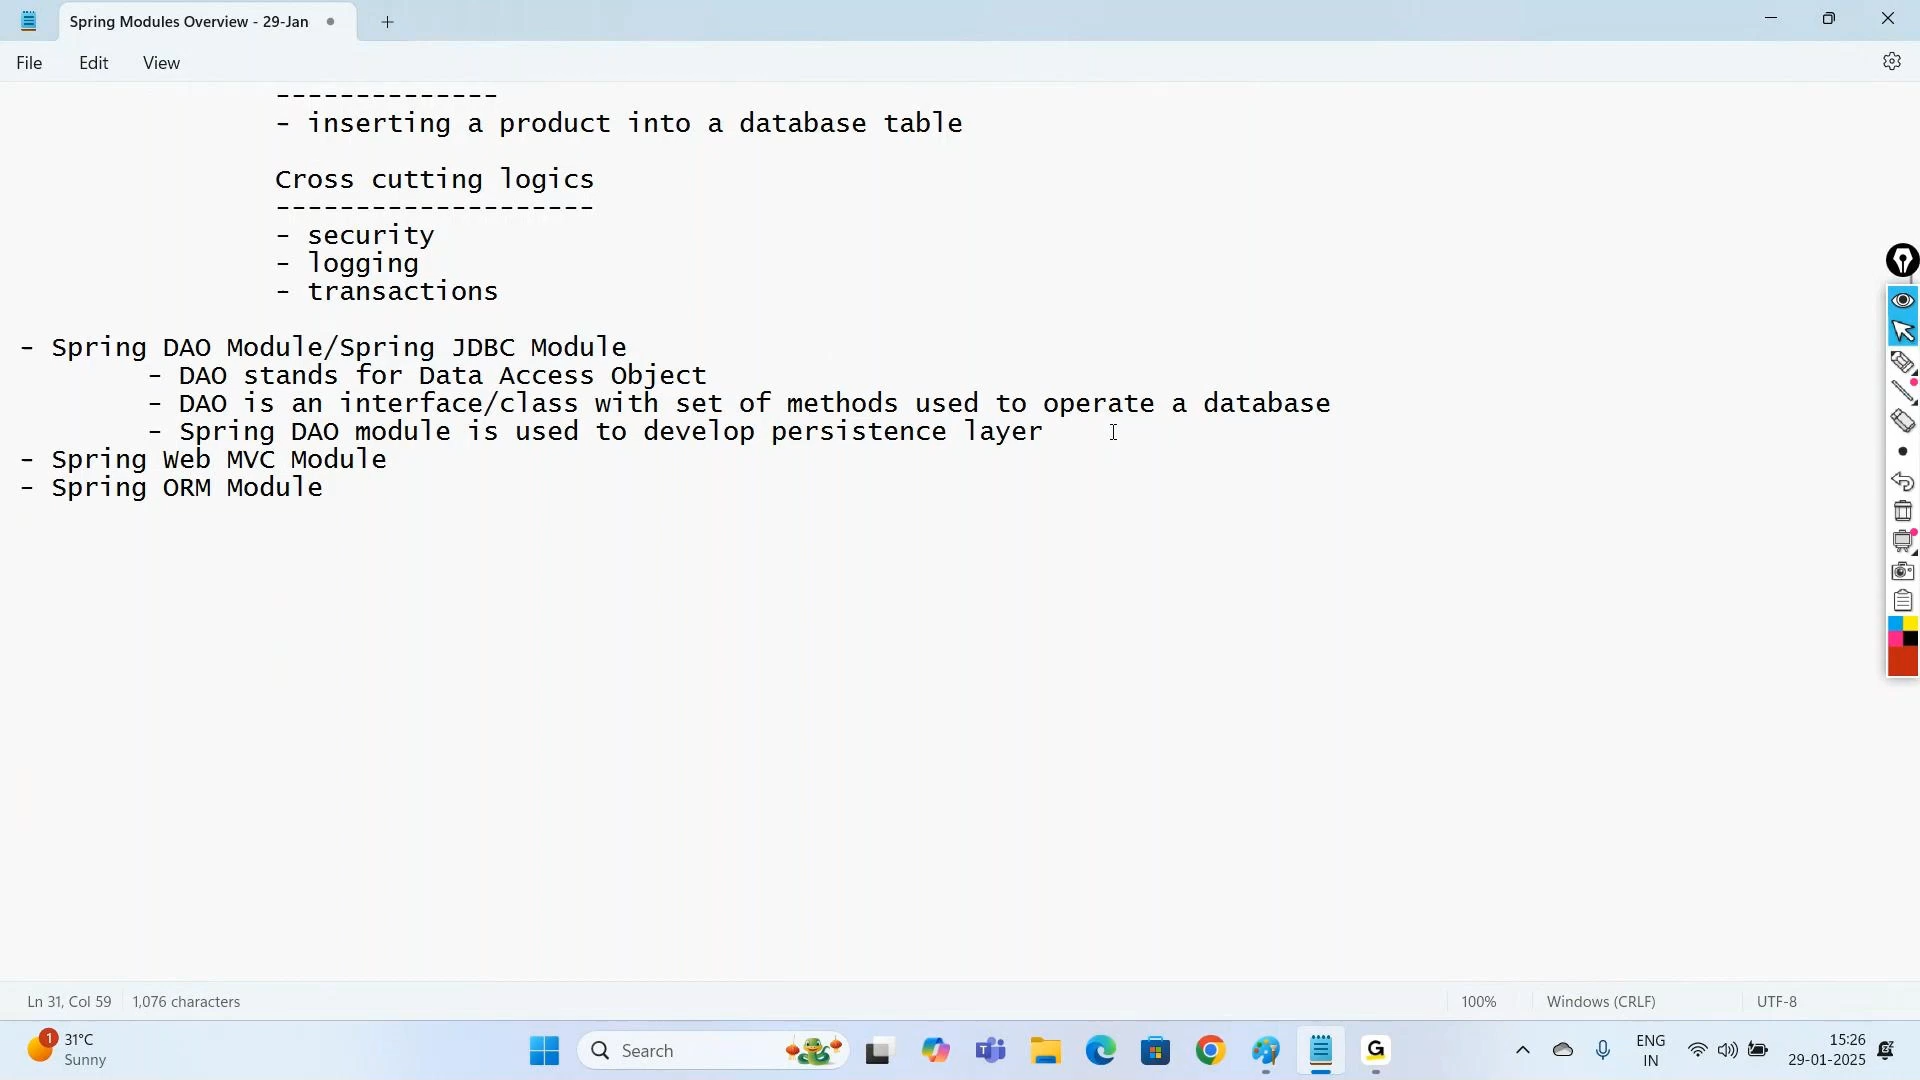 Spring Modules Overview - 29-Jan
File Edit View
--------------
- inserting a product into a database table
Cross cutting logics
--------------------
- security
- logging
- transactions
- Spring DAO Module/Spring JDBC Module
- DAO stands for Data Access Object
- DAO is an interface/class with set of methods used to operate a database
- Spring DAO module is used to develop persistence layer
- Spring Web MVC Module
- Spring ORM Module
Ln 31, Col 59 1,076 characters 100% Windows (CRLF) UTF-8
1 31°C
Sunny
Search
ENG
IN
15:26
29-01-2025